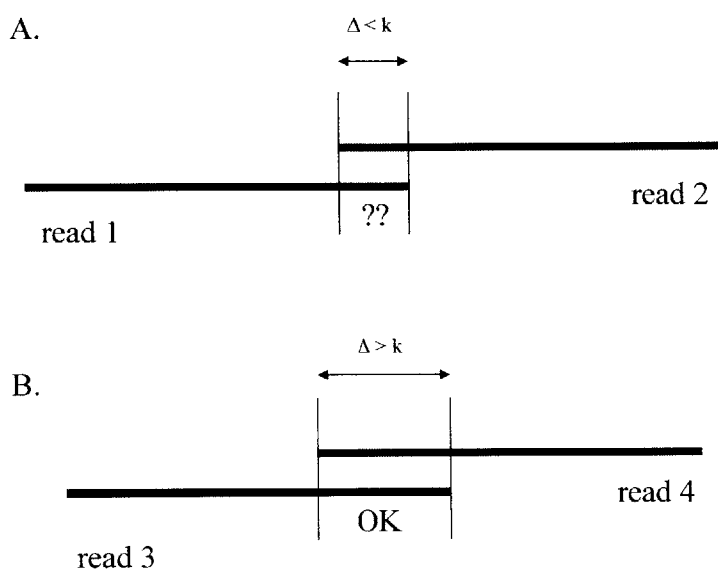 A.
Δ < k
read 2
??
read 1
Δ > k
B.
read 4
OK
read 3